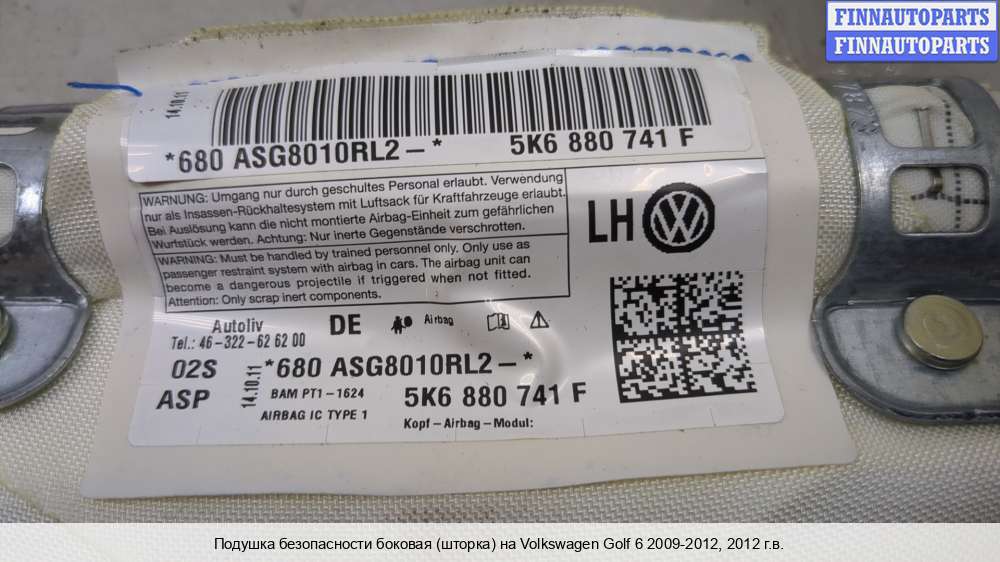 FINNAUTOPARTS
FINNAUTOPARTS
14.10.11
*680 ASG8010RL2-*
5K6 880 741 F
WARNUNG: Umgang nur durch geschultes Personal erlaubt. Verwendung
nur als Insassen-Rückhaltesystem mit Luftsack für Kraftfahrzeuge erlaubt.
Bei Auslösung kann die nicht montierte Airbag-Einheit zum gefährlichen
Wurfstück werden. Achtung: Nur inerte Gegenstände verschrotten.
WARNING: Must be handled by trained personnel only. Only use as
passenger restraint system with airbag in cars. The airbag unit can
become a dangerous projectile if triggered when not fitted.
Attention: Only scrap inert components.
LH
Autoliv
Tel.: 46-322-62 62 00
DE
Airbag
02S
ASP
14.10.11
*680 ASG8010RL2-*
BAM PT1-1624
5K6 880 741 F
AIRBAG IC TYPE 1
Kopf-Airbag-Modul:
Подушка безопасности боковая (шторка) на Volkswagen Golf 6 2009-2012, 2012 г.в.